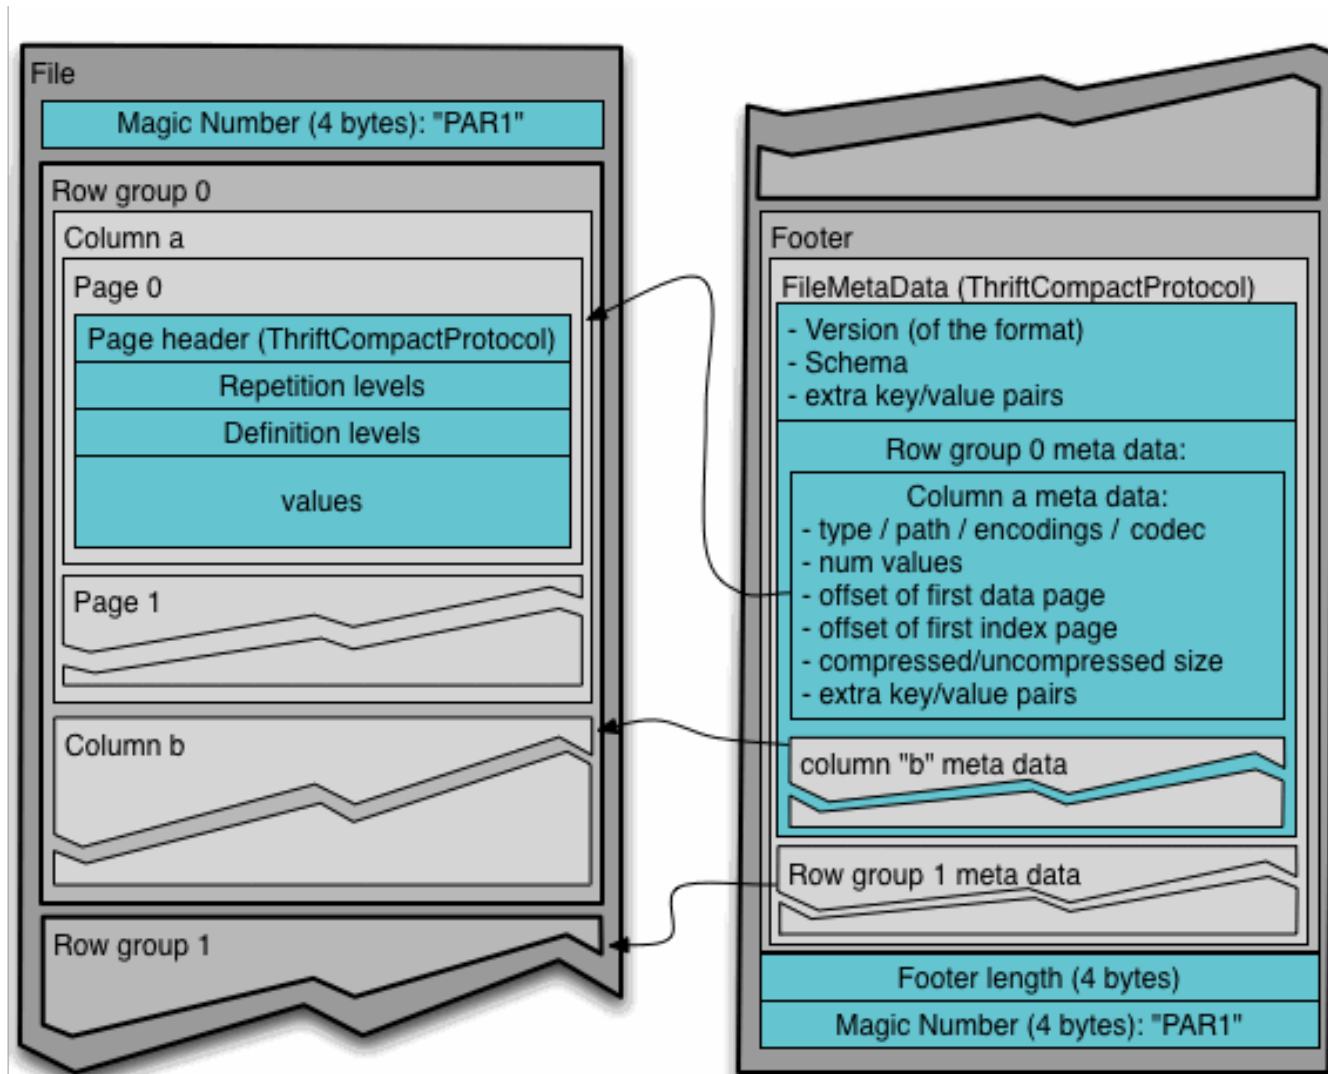 File
Magic Number (4 bytes): "PAR1"
Row group 0
Column a
Page 0
Page header (ThriftCompactProtocol)
Repetition levels
Definition levels
values
Page 1
Column b
Row group 1
Footer
FileMetaData (ThriftCompactProtocol)
- Version (of the format)
- Schema
- extra key/value pairs
Row group 0 meta data:
Column a meta data:
- type / path / encodings / codec
- num values
- offset of first data page
- offset of first index page
- compressed/uncompressed size
- extra key/value pairs
column "b" meta data
Row group 1 meta data
Footer length (4 bytes)
Magic Number (4 bytes): "PAR1"